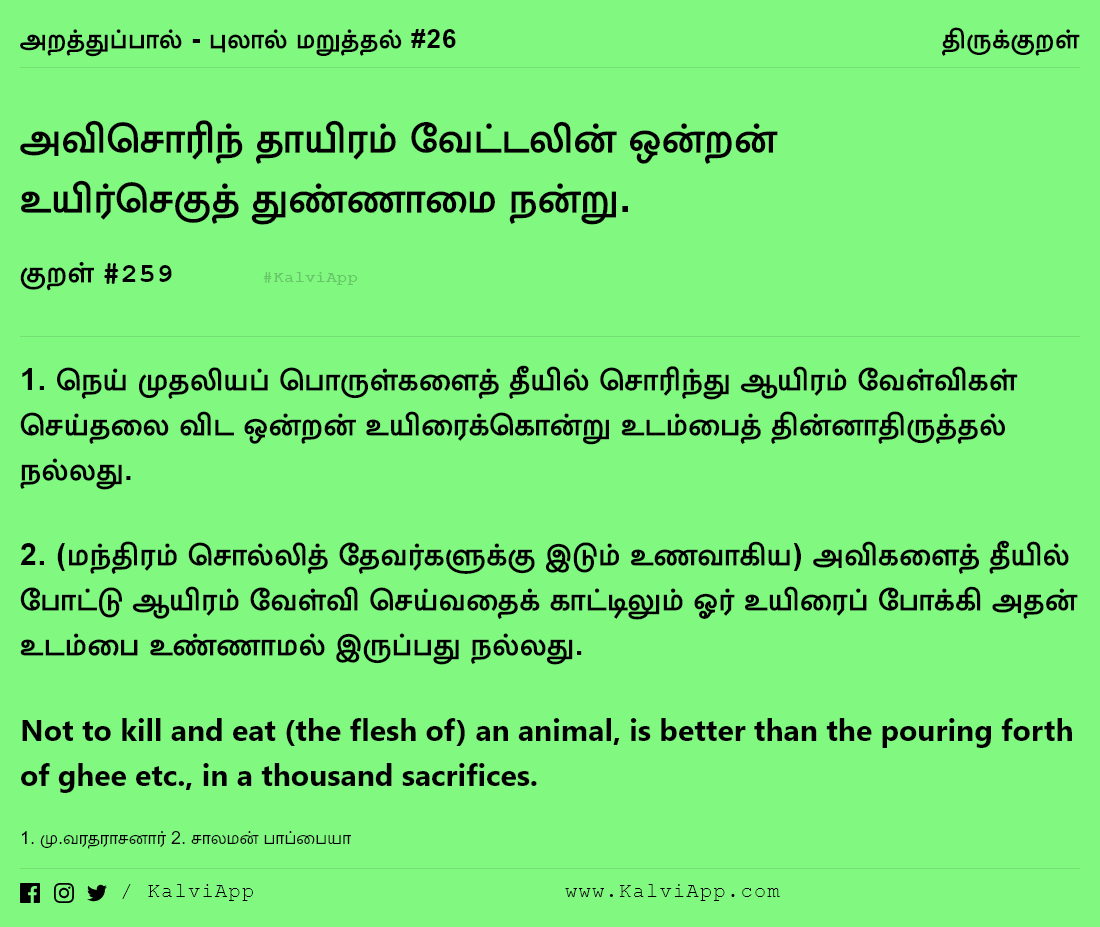 அறத்துப்பால் - புலால் மறுத்தல் #26 திருக்குறள்
அவிசொரிந் தாயிரம் வேட்டலின் ஒன்றன்
உயிர்செகுத் துண்ணாமை நன்று.
குறள் #259 #KalviApp
1. நெய் முதலியப் பொருள்களைத் தீயில் சொரிந்து ஆயிரம் வேள்விகள்
செய்தலை விட ஒன்றன் உயிரைக்கொன்று உடம்பைத் தின்னாதிருத்தல்
நல்லது.
2. (மந்திரம் சொல்லித் தேவர்களுக்கு இடும் உணவாகிய) அவிகளைத் தீயில்
போட்டு ஆயிரம் வேள்வி செய்வதைக் காட்டிலும் ஓர் உயிரைப் போக்கி அதன்
உடம்பை உண்ணாமல் இருப்பது நல்லது.
Not to kill and eat (the flesh of) an animal, is better than the pouring forth
of ghee etc., in a thousand sacrifices.
1. மு.வரதராசனார் 2. சாலமன் பாப்பையா
/ KalviApp www.KalviApp.com